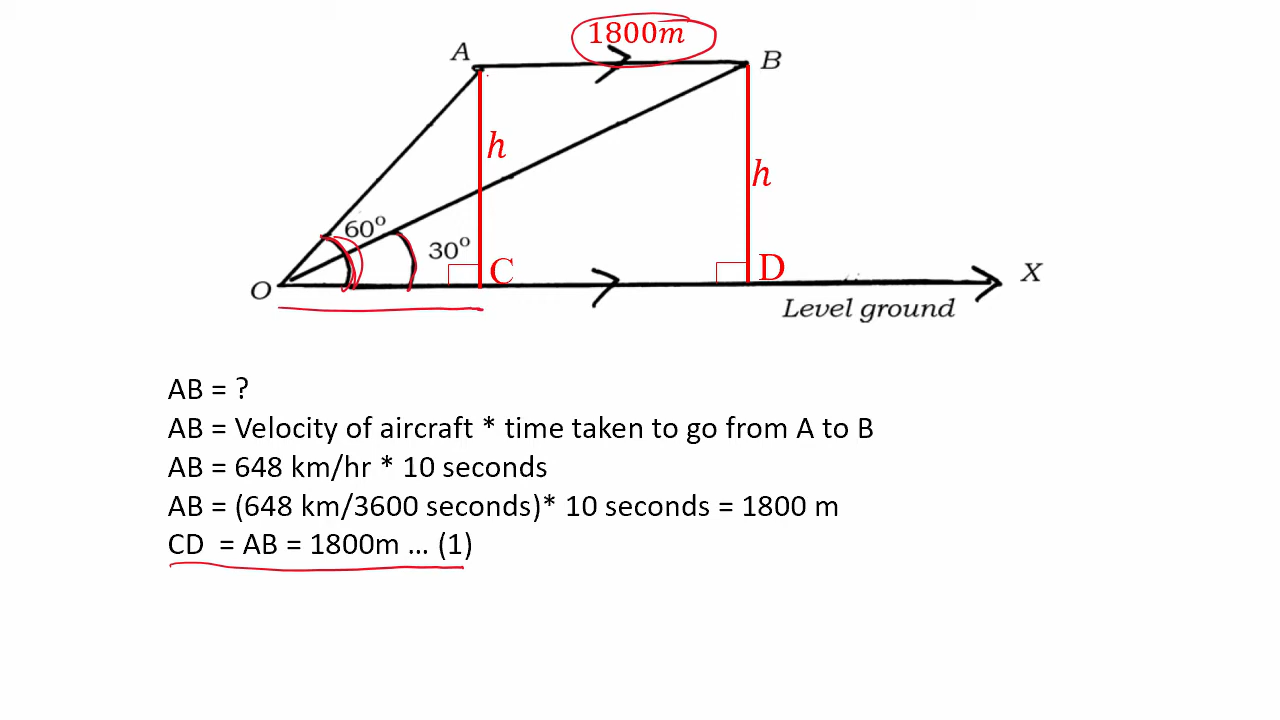 1800m
A
B
h
h
60°
30°
C
D
O
X
Level ground
AB = ?
AB = Velocity of aircraft * time taken to go from A to B
AB = 648 km/hr * 10 seconds
AB = (648 km/3600 seconds)* 10 seconds = 1800 m
CD = AB = 1800m ... (1)